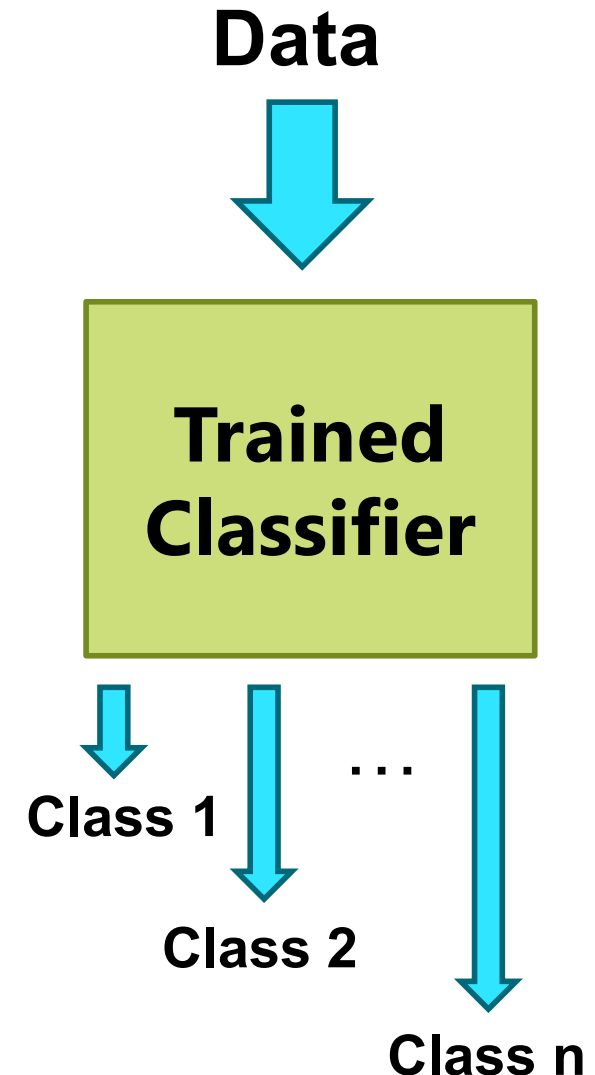 Data
Trained
Classifier
...
Class 1
Class 2
Class n